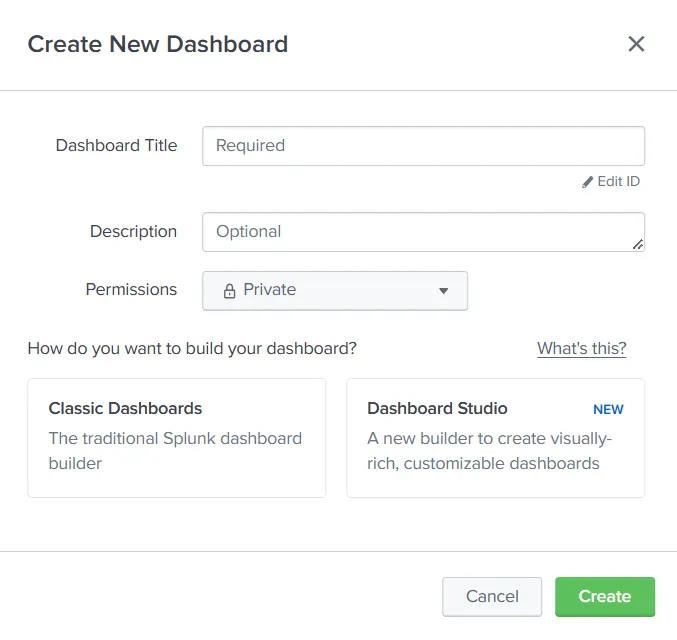 Create New Dashboard
Dashboard Title
Required
Edit ID
Description
Optional
Permissions
Private
How do you want to build your dashboard?
What's this?
Classic Dashboards
The traditional Splunk dashboard
builder
Dashboard Studio
NEW
A new builder to create visually-
rich, customizable dashboards
Cancel
Create